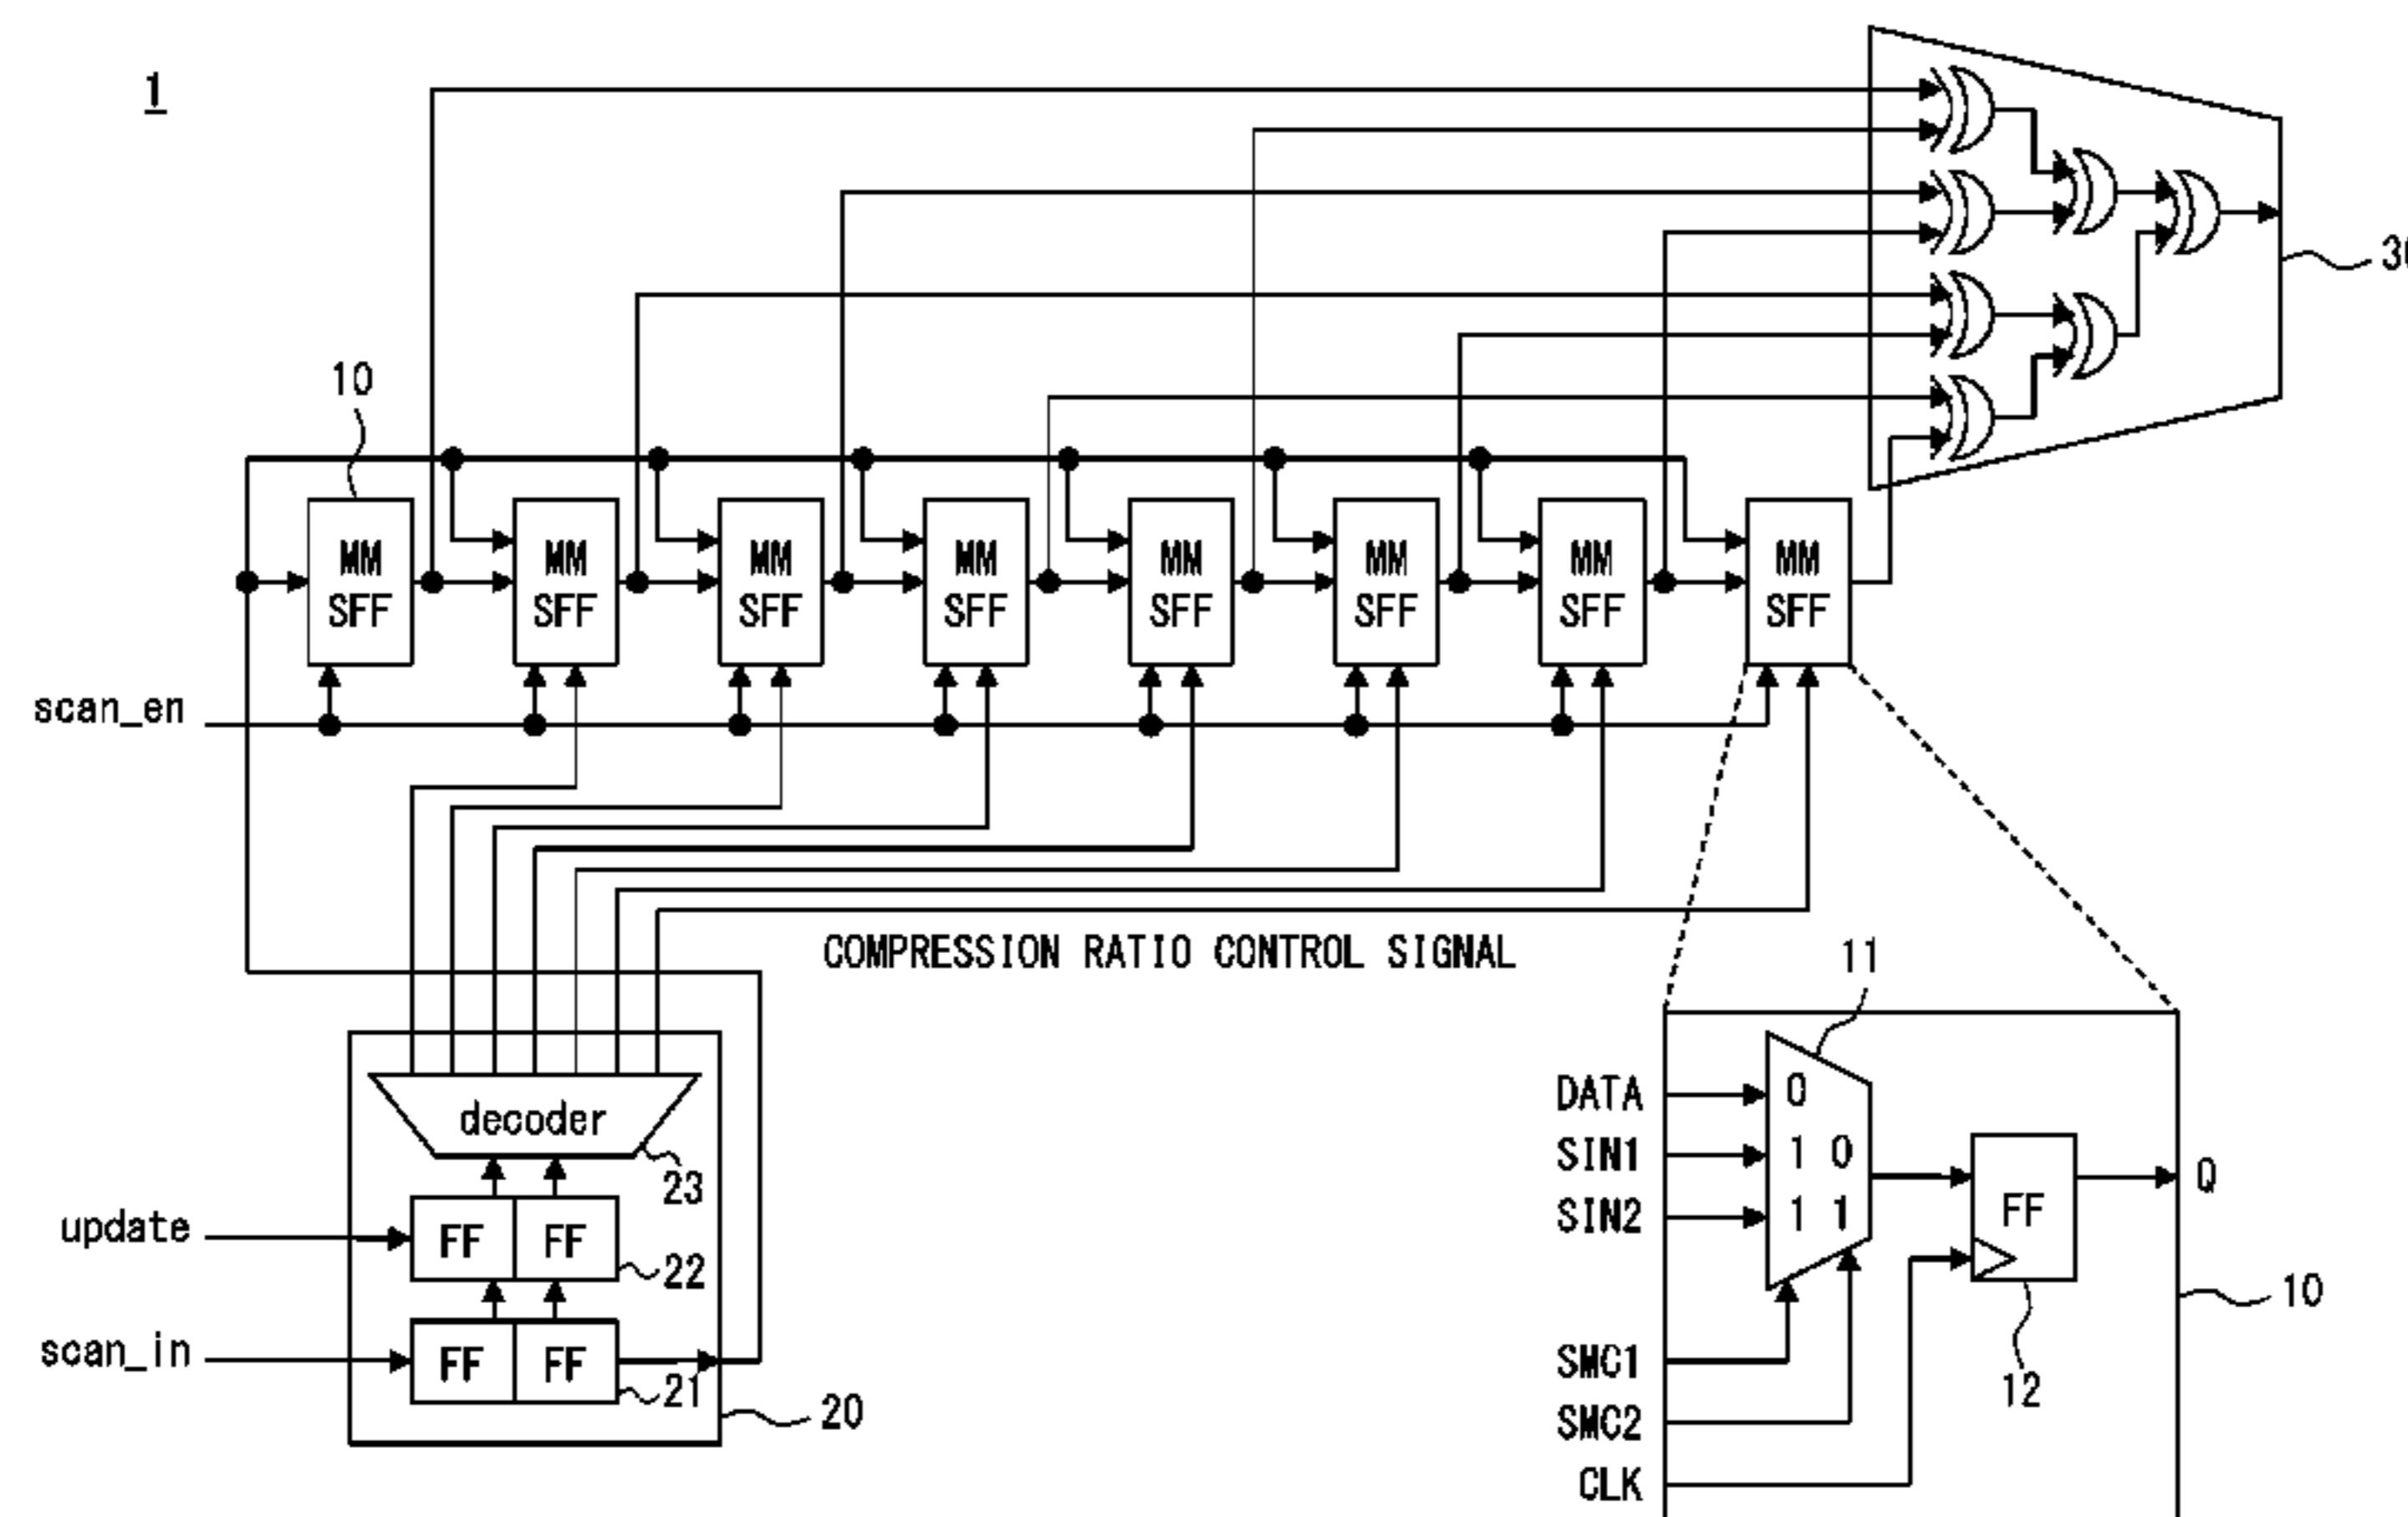 1
30
10
MM MM MM MM MM MM MM MM
SFF SFF SFF SFF SFF SFF SFF SFF
scan_en
COMPRESSION RATIO CONTROL SIGNAL
11
decoder
23
DATA 0
SIN1 1 0
SIN2 1 1
FF
Q
update
FF FF
22
10
scan_in
FF FF
21
20
SMC1
12
SMC2
CLK